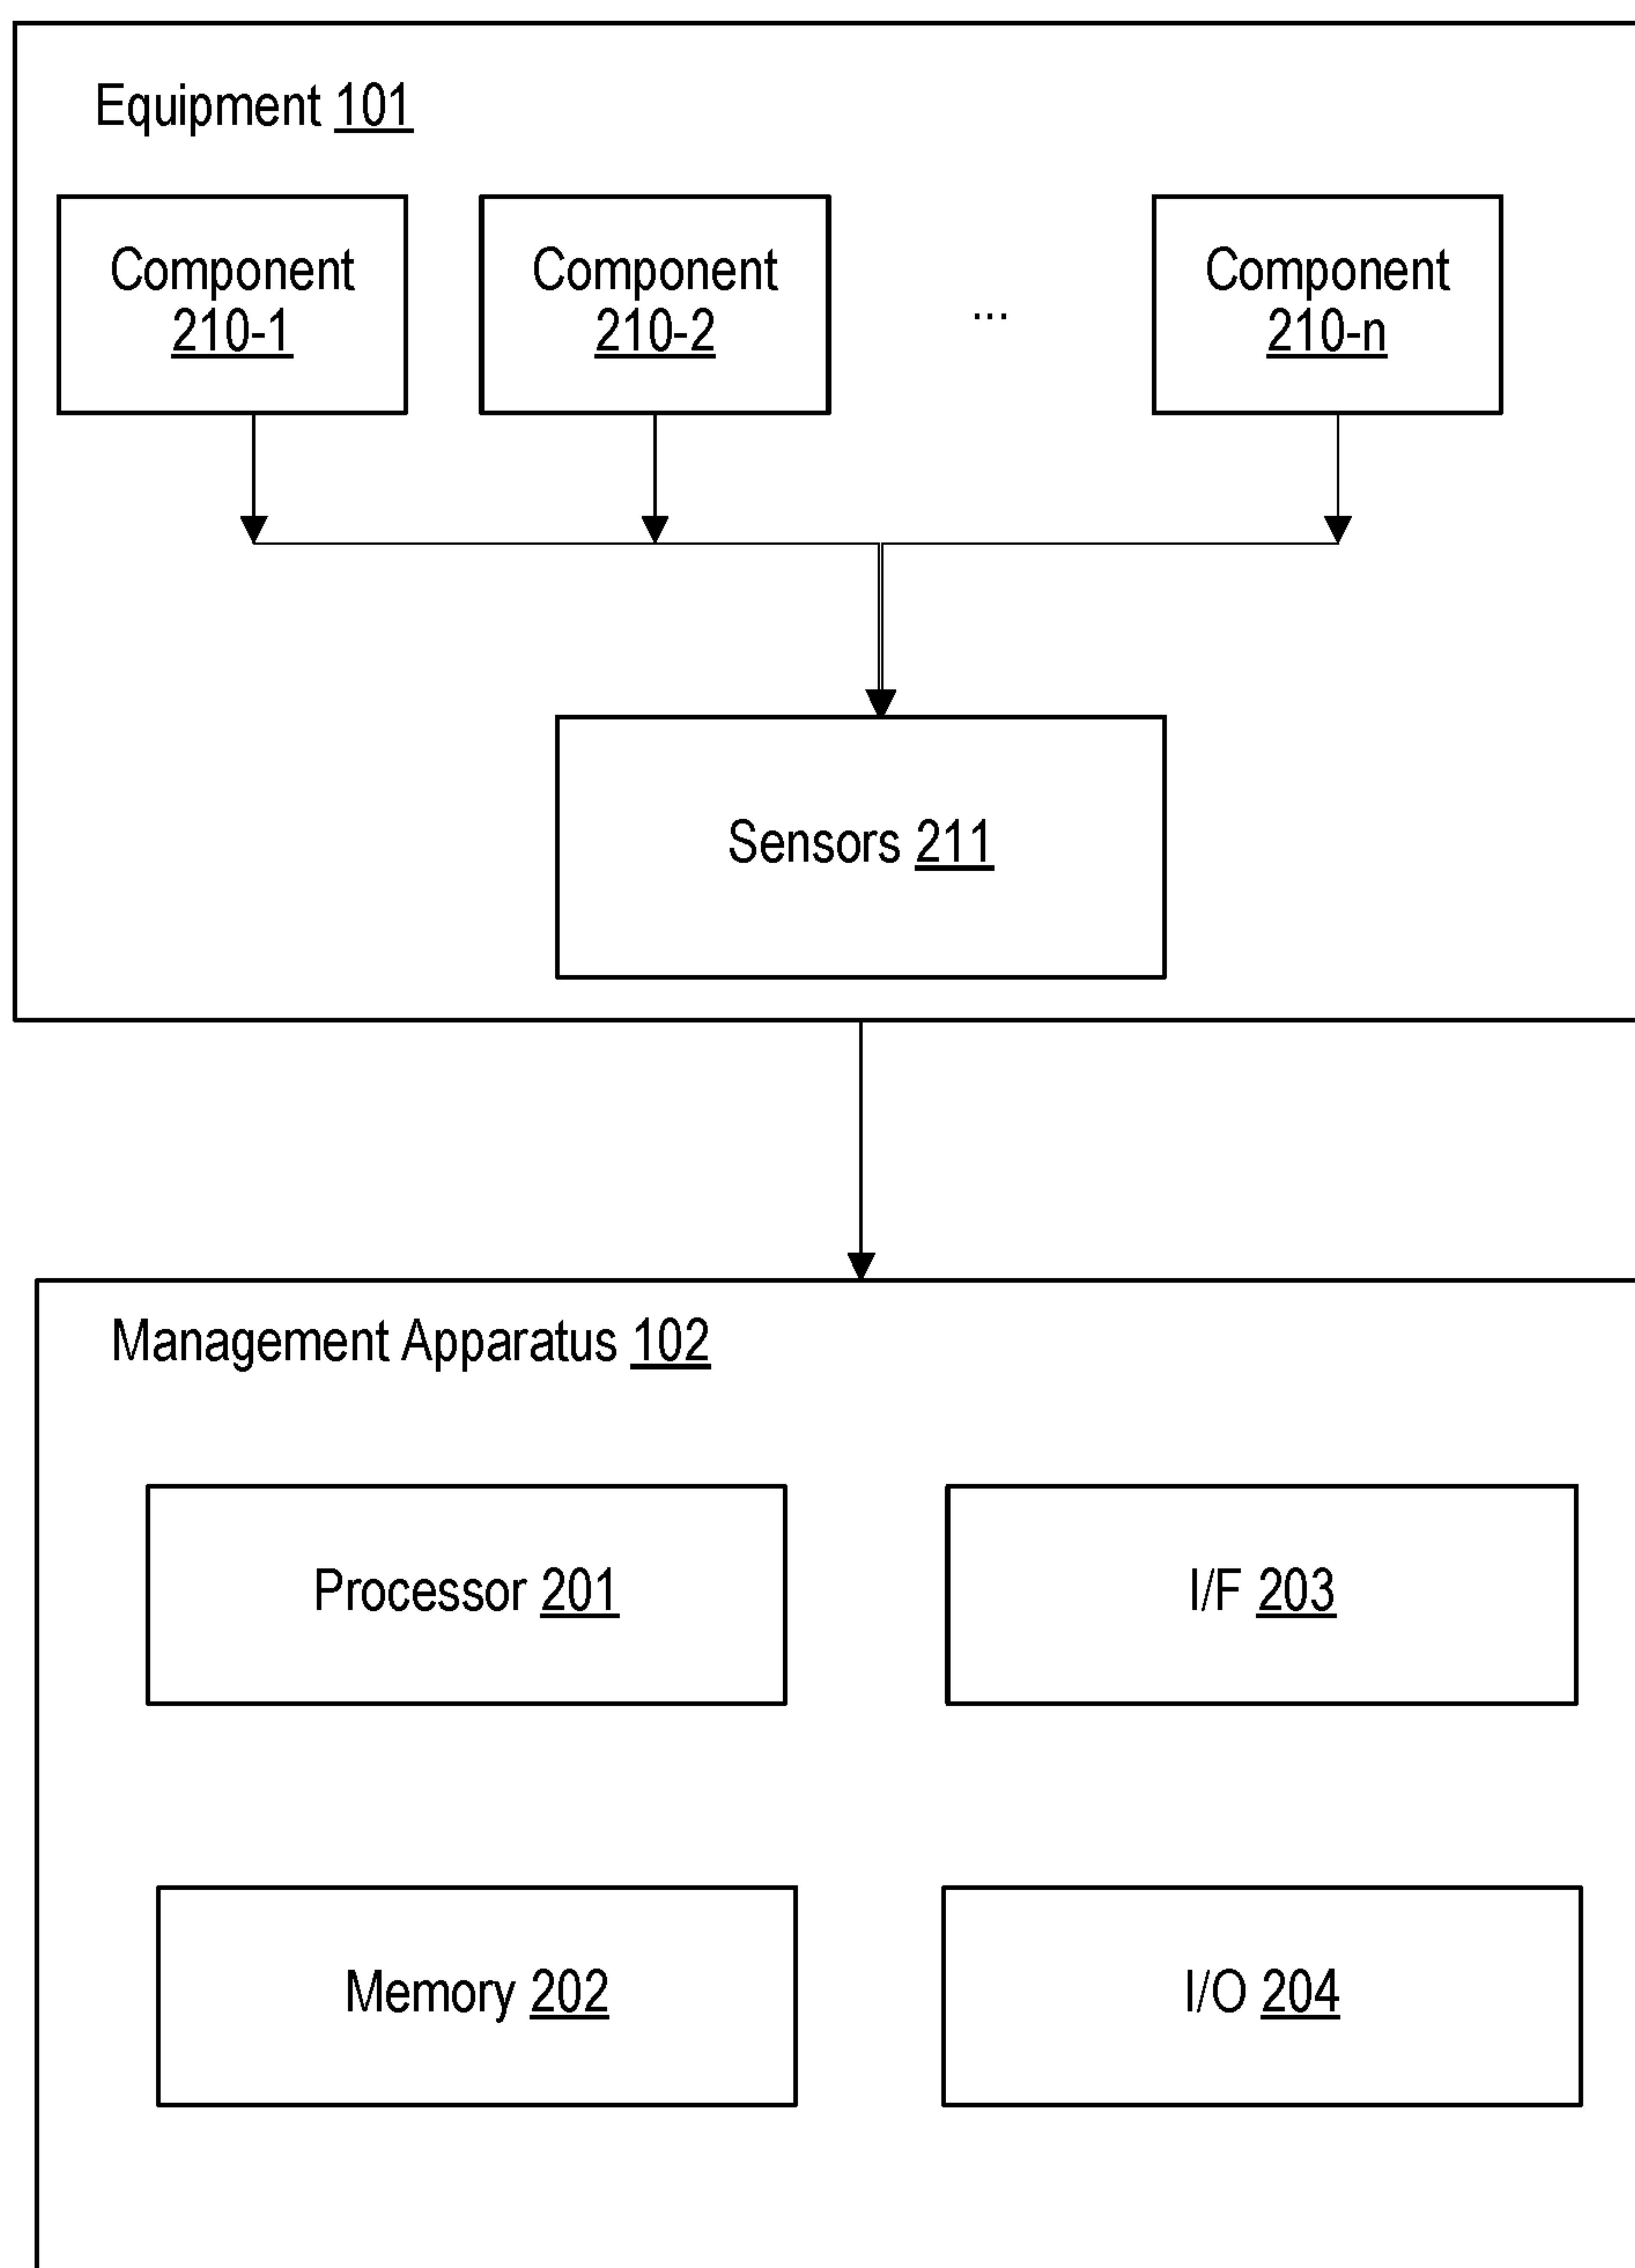 Equipment 101
Component
210-1
Component
210-2
...
Component
210-n
Sensors 211
Management Apparatus 102
Processor 201
I/F 203
Memory 202
I/O 204